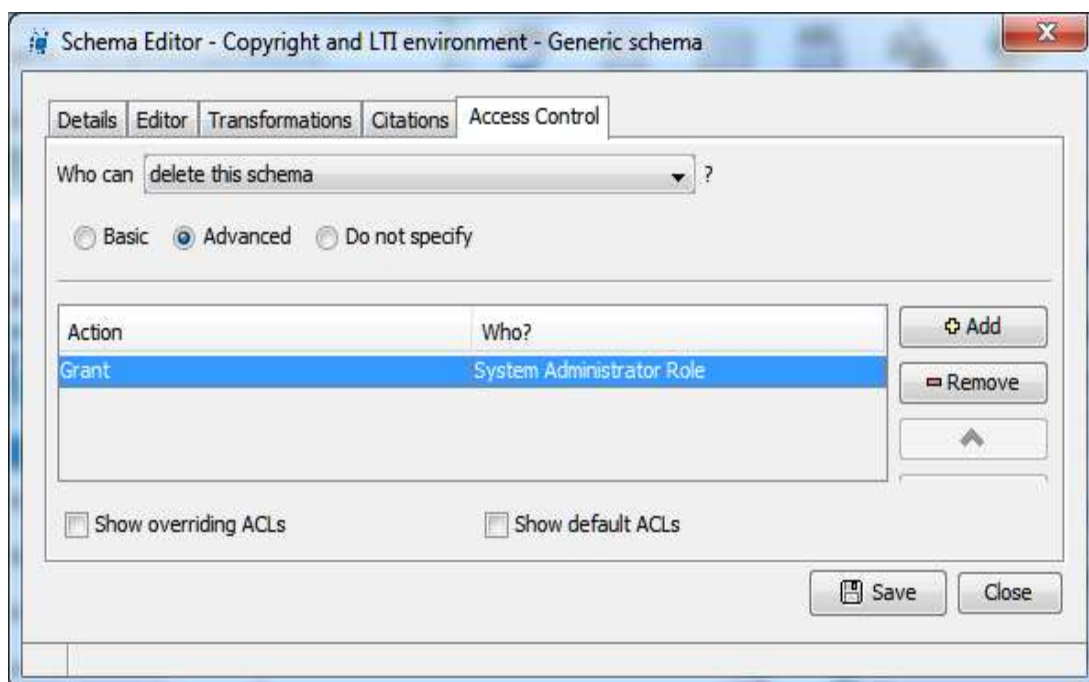 Schema Editor - Copyright and LTI environment - Generic schema
X
Details Editor Transformations Citations Access Control
Who can delete this schema ?
Basic Advanced Do not specify
Action Who? Add
Grant System Administrator Role
Remove
Show overriding ACLs Show default ACLs
Save Close